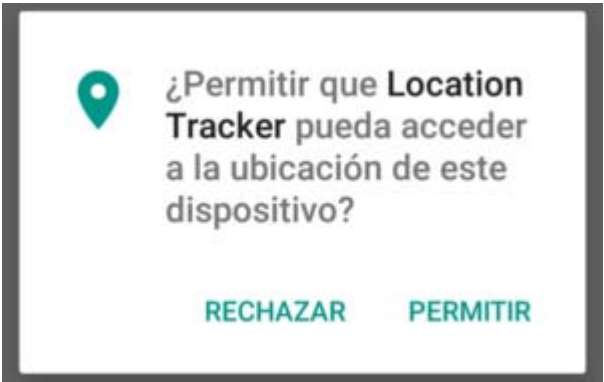 ¿Permitir que Location
Tracker pueda acceder
a la ubicación de este
dispositivo?
RECHAZAR PERMITIR